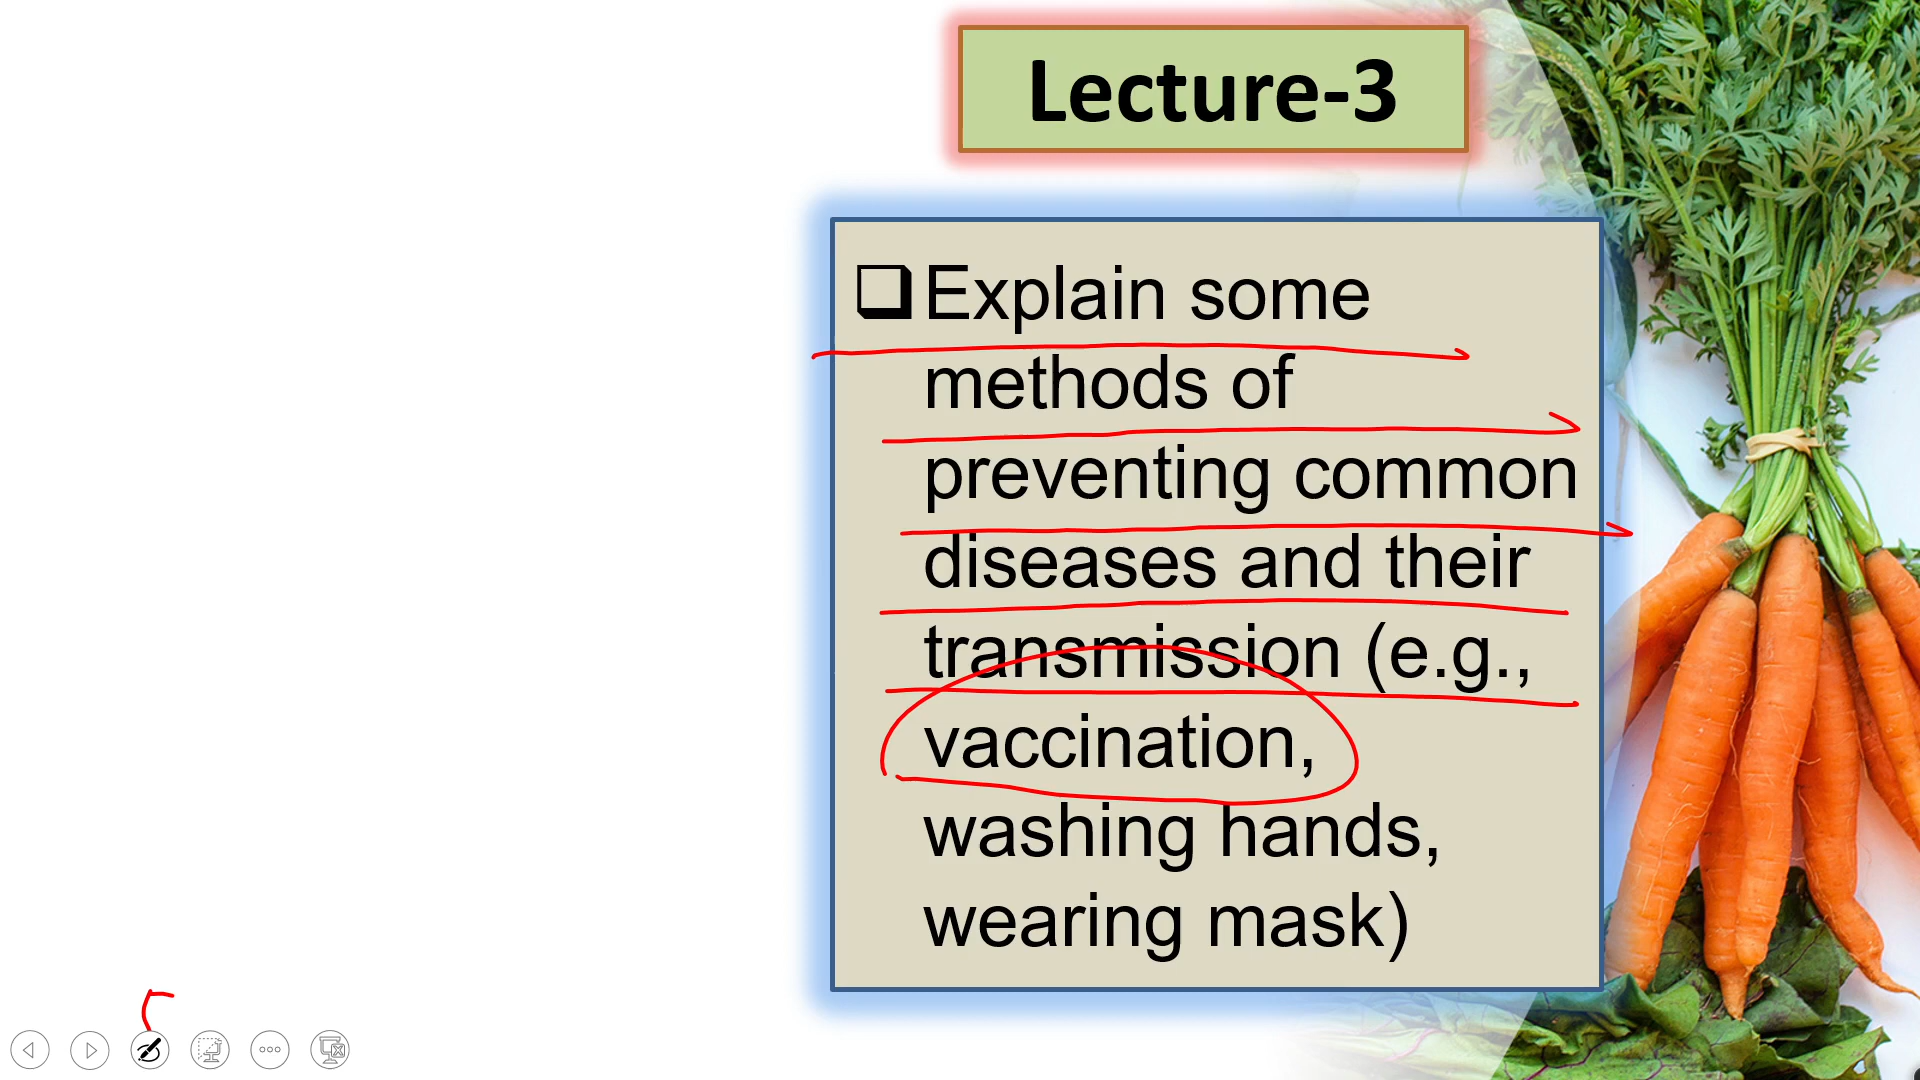 Lecture-3
❑ Explain some
methods of
preventing common
diseases and their
transmission (e.g.,
vaccination,
washing hands,
wearing mask)